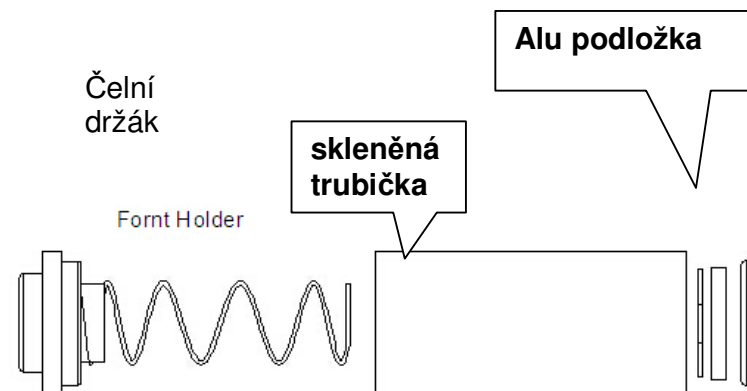 Alu podložka
Čelní
držák
skleněná
trubička
Fornt Holder